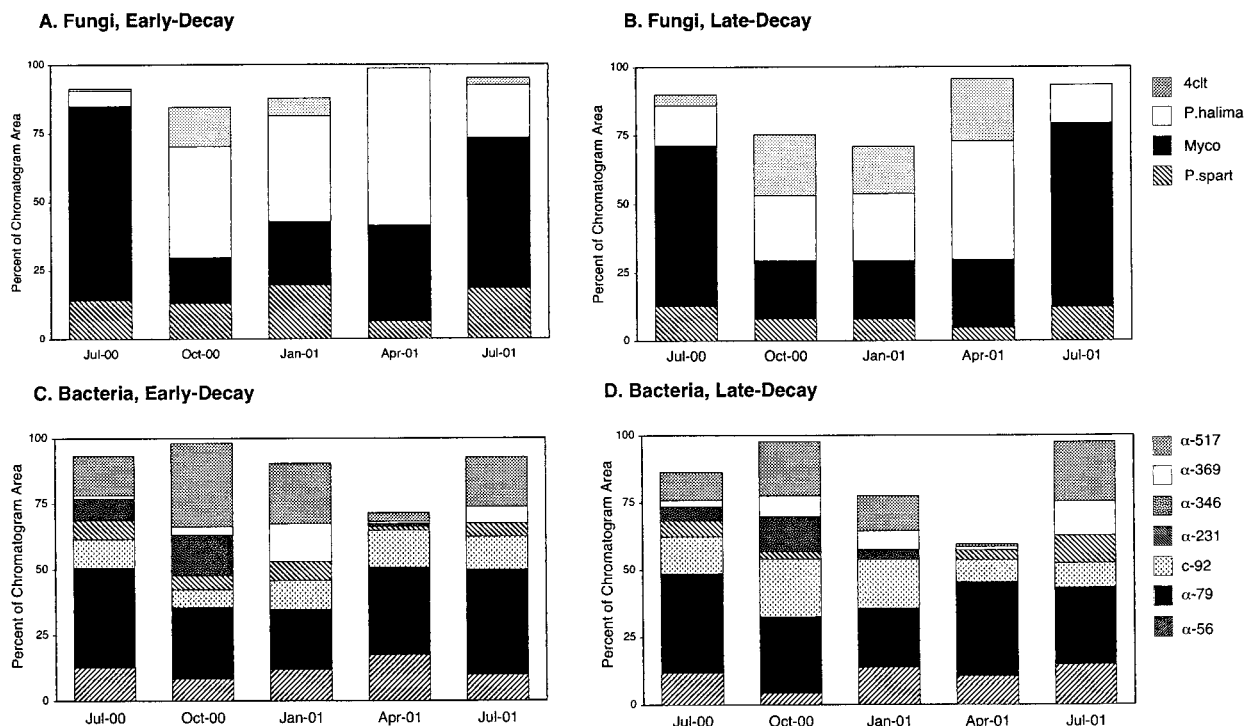 A. Fungi, Early-Decay
Percent of Chromatogram Area
100
75
50
25
0
Jul-00 Oct-00 Jan-01 Apr-01 Jul-01
B. Fungi, Late-Decay
Percent of Chromatogram Area
100
75
50
25
0
Jul-00 Oct-00 Jan-01 Apr-01 Jul-01
4clt
P.halima
Myco
P.spart
C. Bacteria, Early-Decay
Percent of Chromatogram Area
100
75
50
25
0
Jul-00 Oct-00 Jan-01 Apr-01 Jul-01
D. Bacteria, Late-Decay
Percent of Chromatogram Area
100
75
50
25
0
Jul-00 Oct-00 Jan-01 Apr-01 Jul-01
α-517
α-369
α-346
α-231
c-92
α-79
α-56